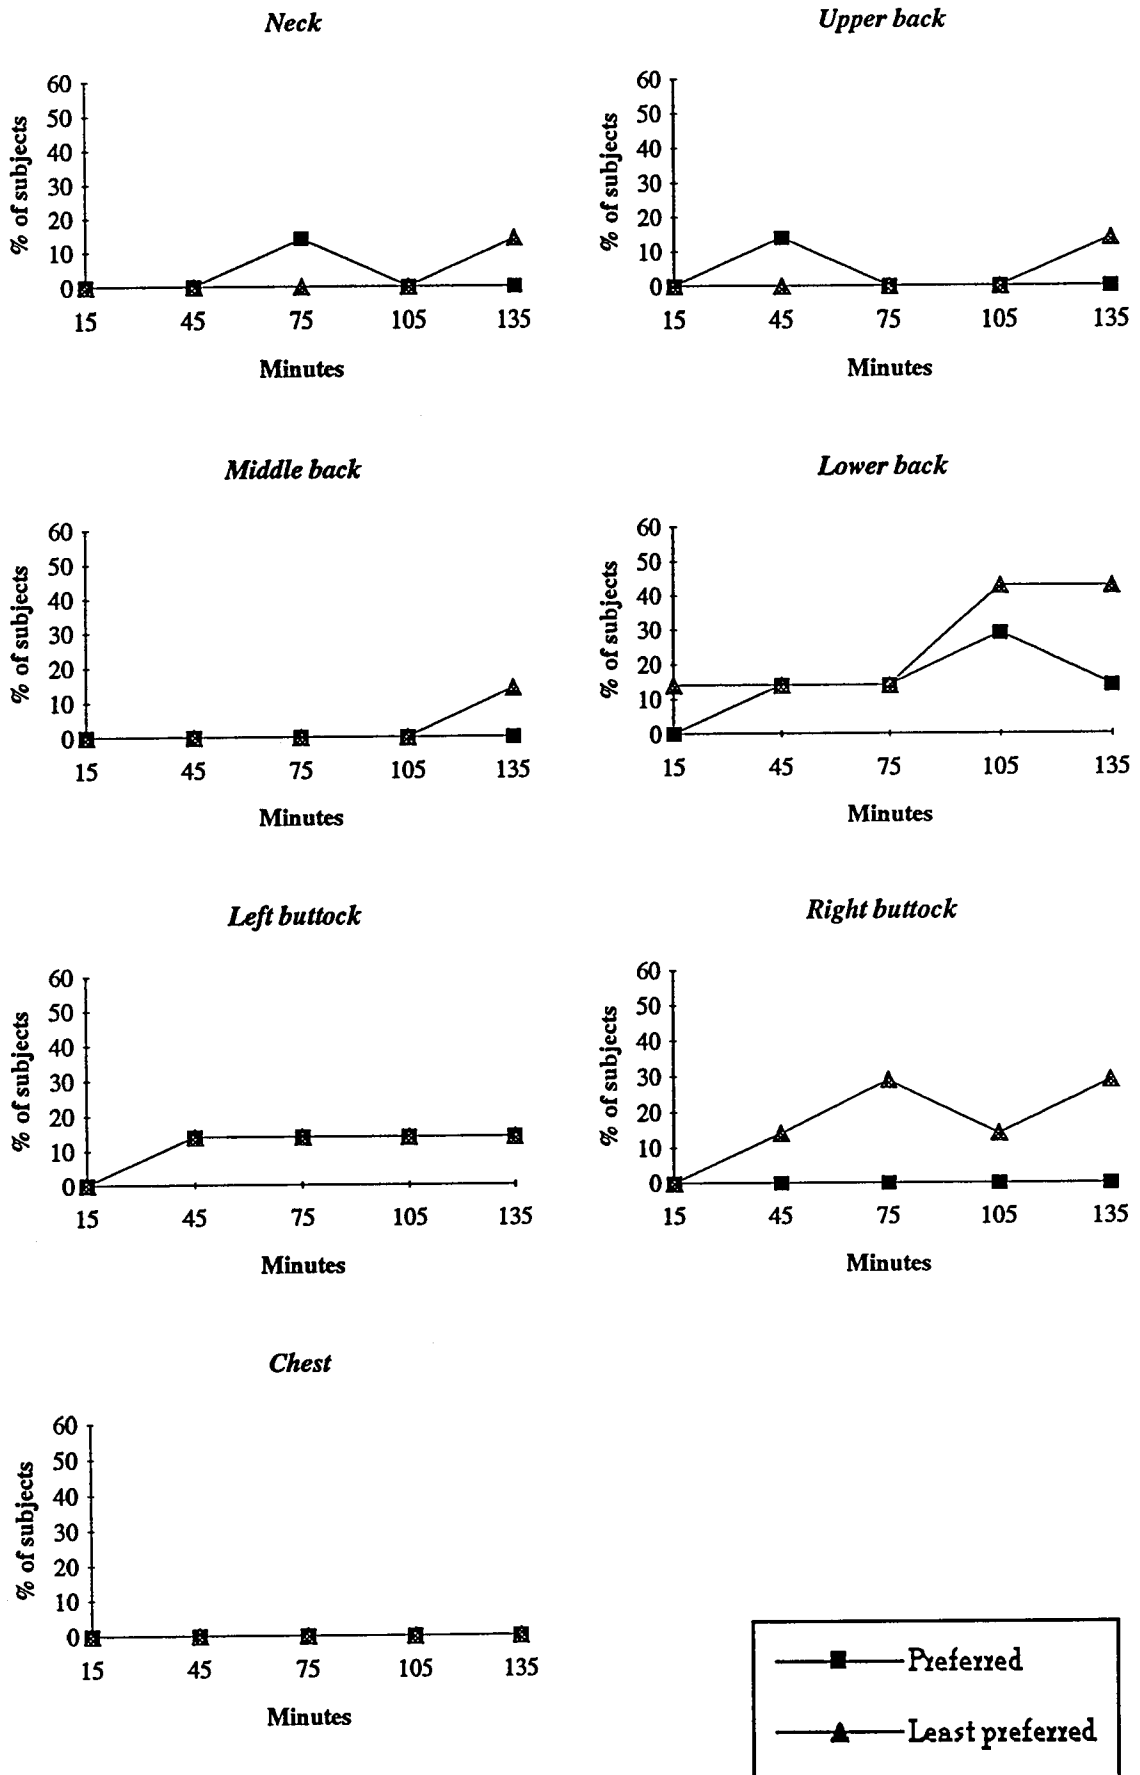 Neck
60
50
40
30
20
10
0
% of subjects
15 45 75 105 135
Minutes
Upper back
60
50
40
30
20
10
0
% of subjects
15 45 75 105 135
Minutes
Middle back
60
50
40
30
20
10
0
% of subjects
15 45 75 105 135
Minutes
Lower back
60
50
40
30
20
10
0
% of subjects
15 45 75 105 135
Minutes
Left buttock
60
50
40
30
20
10
0
% of subjects
15 45 75 105 135
Minutes
Right buttock
60
50
40
30
20
10
0
% of subjects
15 45 75 105 135
Minutes
Chest
60
50
40
30
20
10
0
% of subjects
15 45 75 105 135
Minutes
Preferred
Least preferred